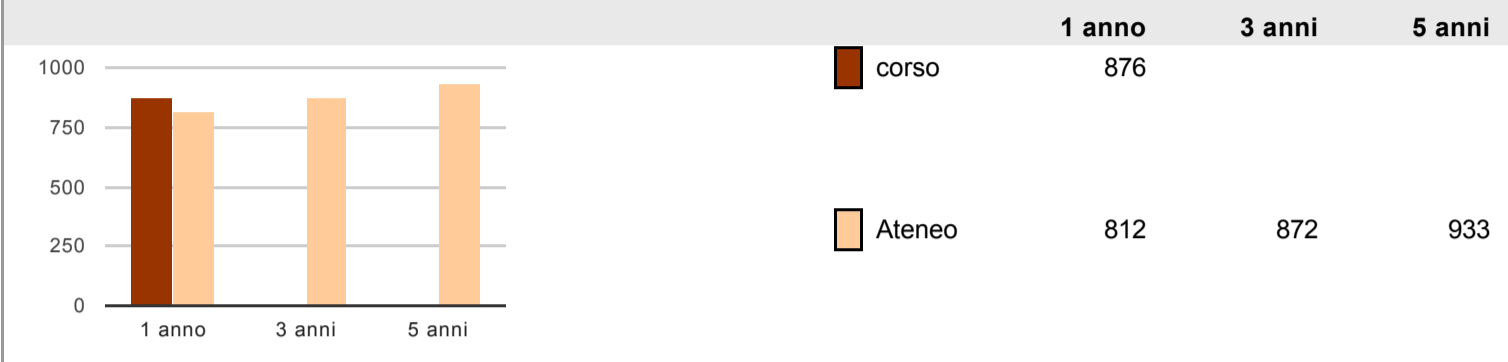 1 anno 3 anni 5 anni
1000
750
500
250
0
1 anno 3 anni 5 anni
corso 876
Ateneo 812 872 933